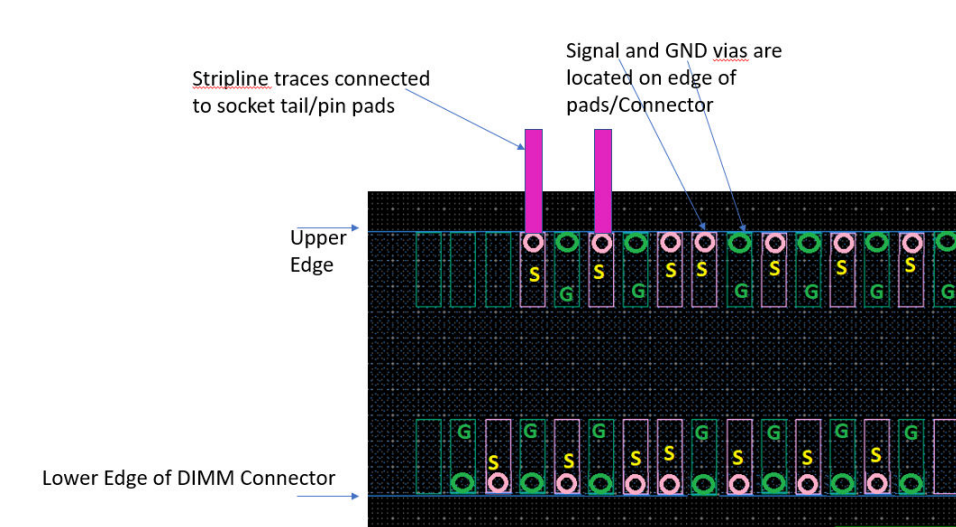 Signal and GND vias are
located on edge of
pads/Connector
Stripline traces connected
to socket tail/pin pads
Upper
Edge
S G S G S S G S G S G S G
G S G S G S S G S G S G S G
Lower Edge of DIMM Connector